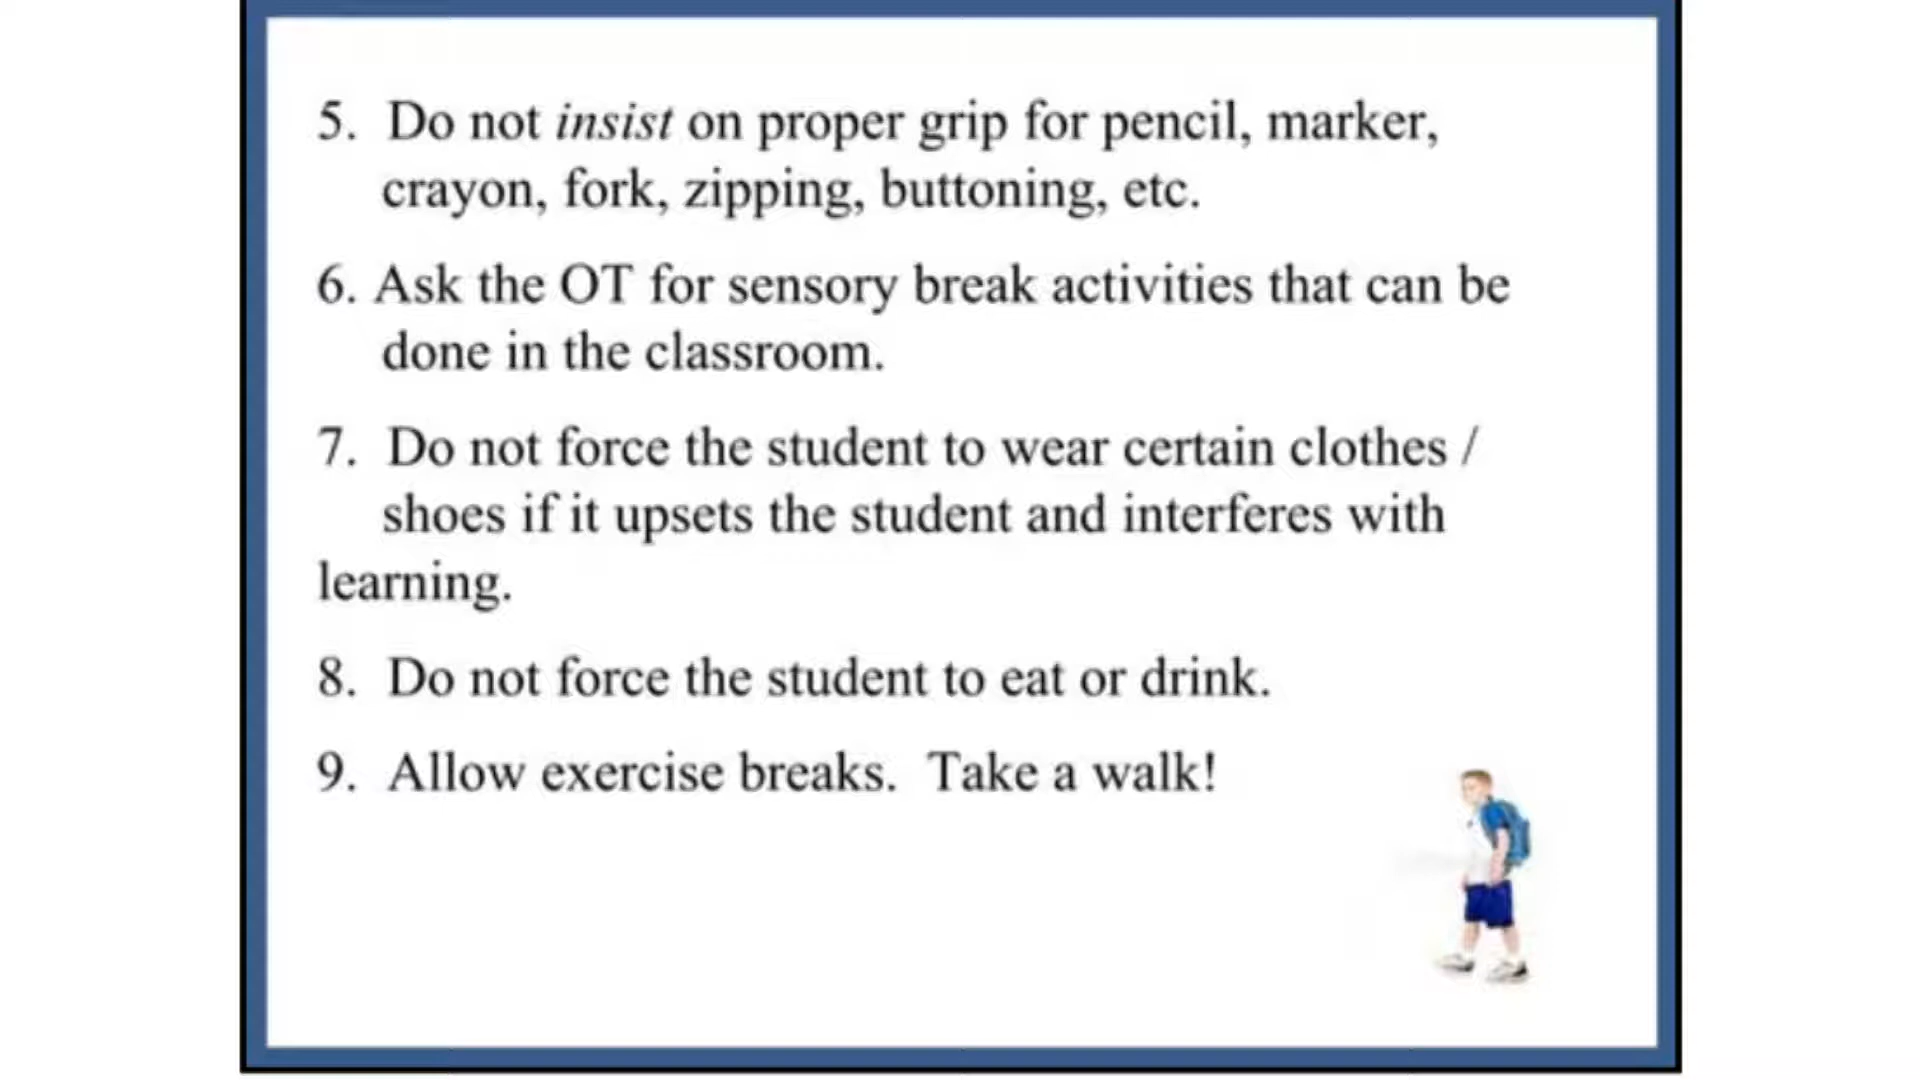 5. Do not insist on proper grip for pencil, marker,
crayon, fork, zipping, buttoning, etc.
6. Ask the OT for sensory break activities that can be
done in the classroom.
7. Do not force the student to wear certain clothes /
shoes if it upsets the student and interferes with
learning.
8. Do not force the student to eat or drink.
9. Allow exercise breaks. Take a walk!